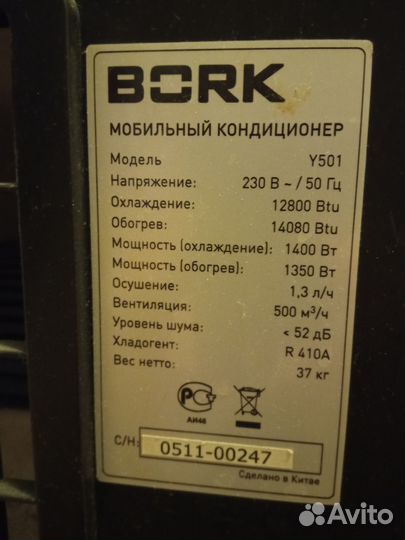 BORK
МОБИЛЬНЫЙ КОНДИЦИОНЕР
Модель Y501
Напряжение: 230 В ~ / 50 Гц
Охлаждение: 12800 Btu
Обогрев: 14080 Btu
Мощность (охлаждение): 1400 Вт
Мощность (обогрев): 1350 Вт
Осушение: 1,3 л/ч
Вентиляция: 500 м³/ч
Уровень шума: < 52 дБ
Хладогент: R 410A
Вес нетто: 37 кг
АИ48
С/Н: 0511-00247
Сделано в Китае
Avito